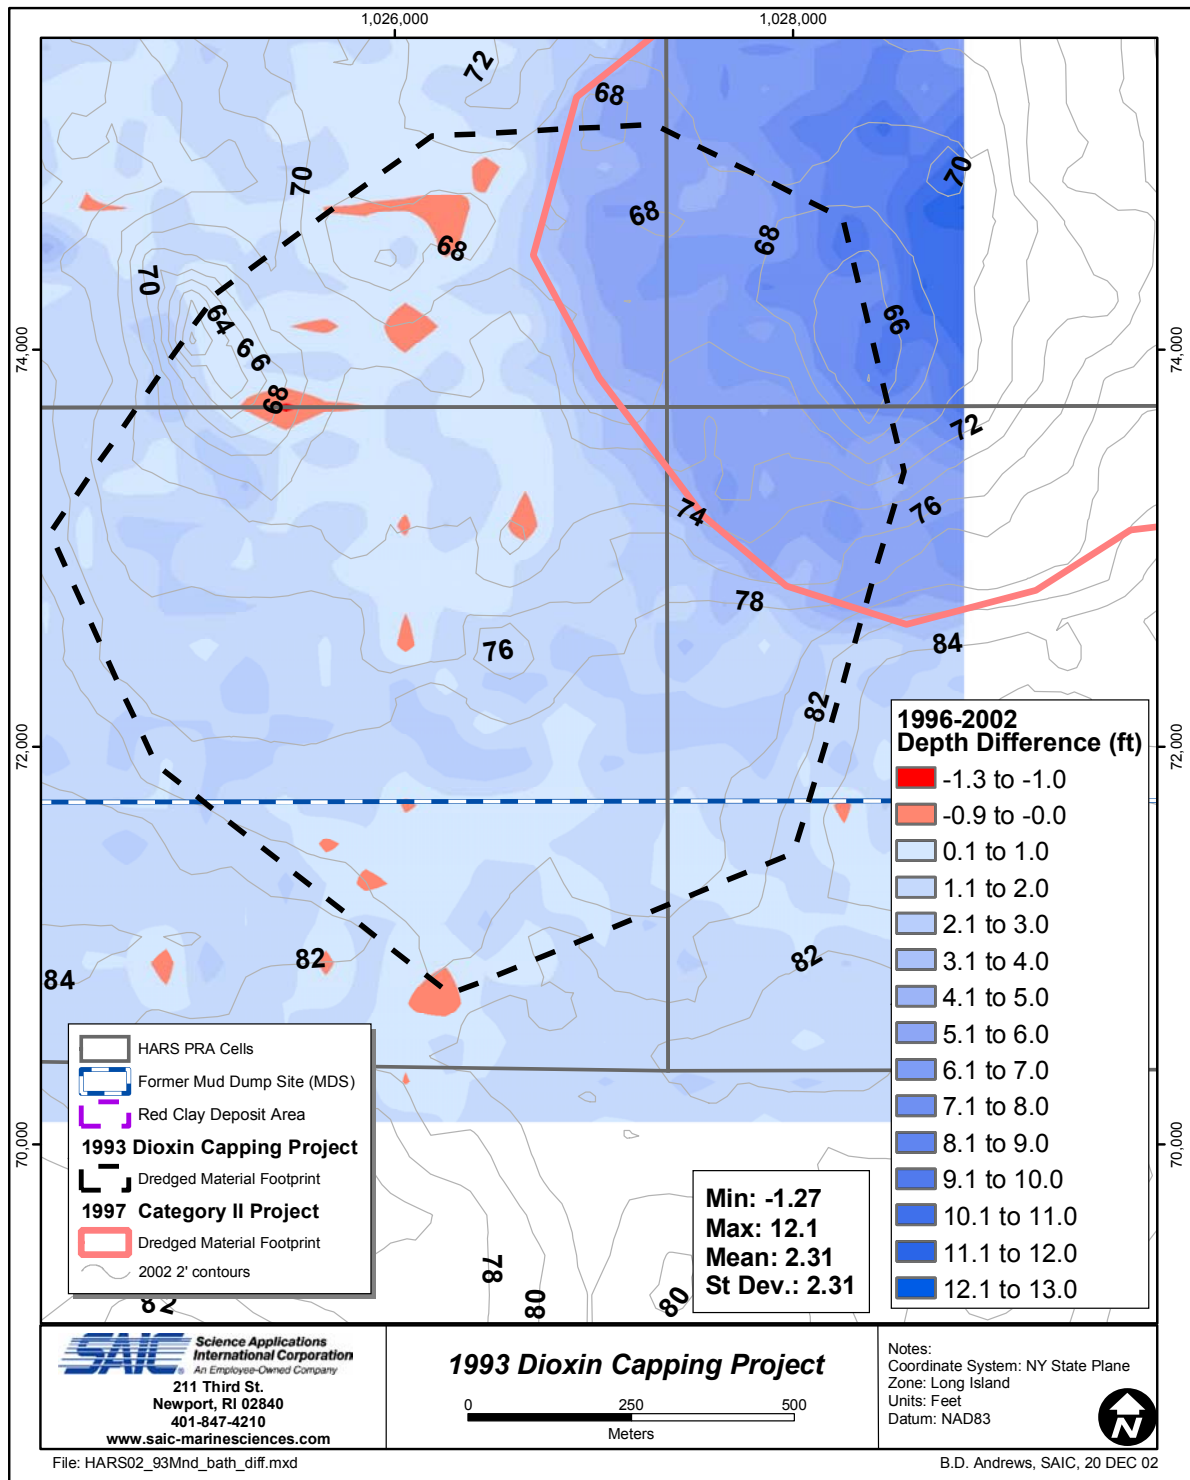 1,026,000
1,028,000
72
68
70
70
68
68
68
70
64
66
66
68
74,000
74,000
72
76
74
78
84
76
82
72,000
72,000
82
82
84
70,000
70,000
78
80
80
82
1996-2002
Depth Difference (ft)
-1.3 to -1.0
-0.9 to -0.0
0.1 to 1.0
1.1 to 2.0
2.1 to 3.0
3.1 to 4.0
4.1 to 5.0
5.1 to 6.0
6.1 to 7.0
7.1 to 8.0
8.1 to 9.0
9.1 to 10.0
10.1 to 11.0
11.1 to 12.0
12.1 to 13.0
HARS PRA Cells
Former Mud Dump Site (MDS)
Red Clay Deposit Area
1993 Dioxin Capping Project
Dredged Material Footprint
1997 Category II Project
Dredged Material Footprint
2002 2' contours
Min: -1.27
Max: 12.1
Mean: 2.31
St Dev.: 2.31
SAIC
Science Applications
International Corporation
An Employee-Owned Company
211 Third St.
Newport, RI 02840
401-847-4210
www.saic-marinesciences.com
1993 Dioxin Capping Project
0 250 500
Meters
Notes:
Coordinate System: NY State Plane
Zone: Long Island
Units: Feet
Datum: NAD83
N
File: HARS02_93Mnd_bath_diff.mxd
B.D. Andrews, SAIC, 20 DEC 02